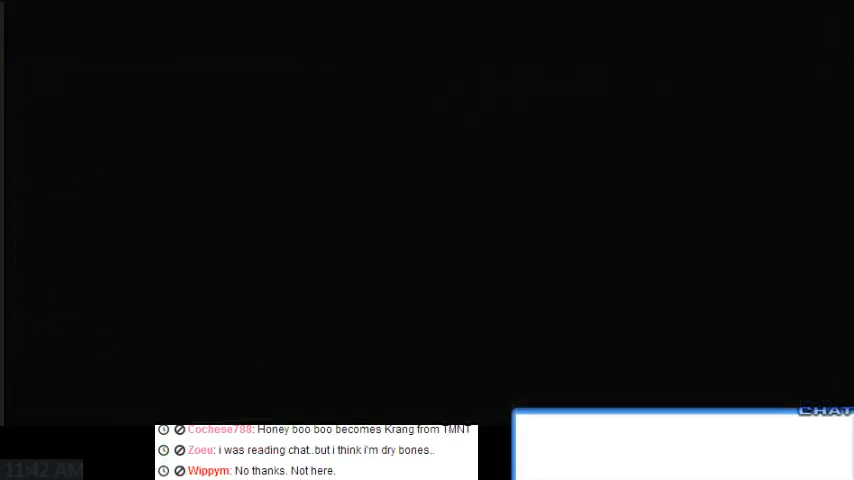 CHAT
Cochese788: Honey boo boo becomes Krang from TMNT
Zoeu: i was reading chat..but i think i'm dry bones..
Wippym: No thanks. Not here.
11:42 AM